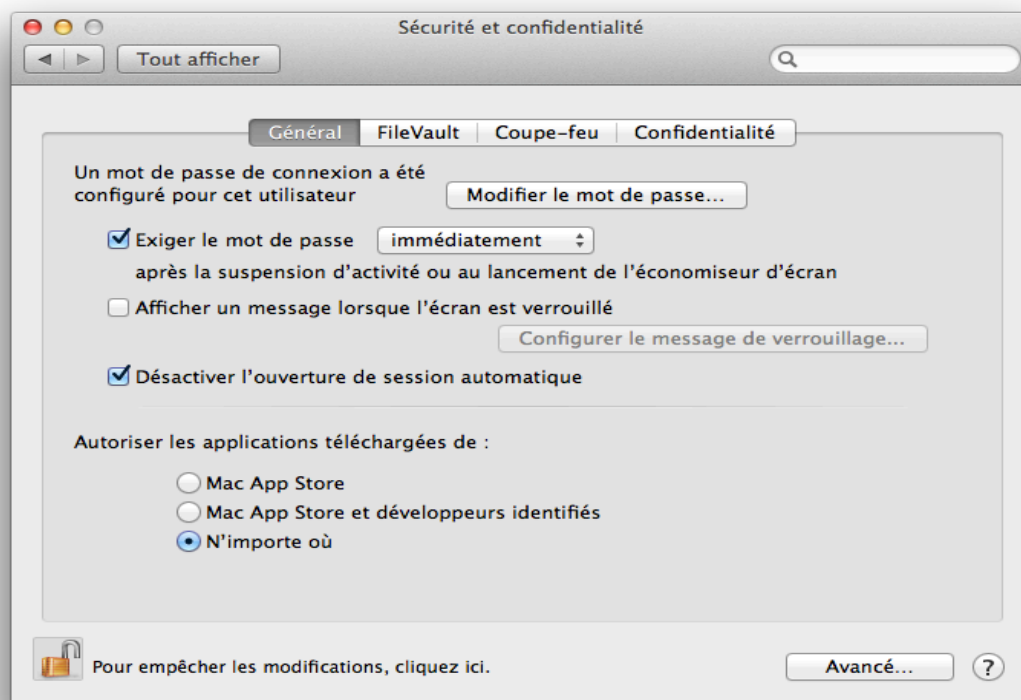 Sécurité et confidentialité
Tout afficher
Général FileVault Coupe-feu Confidentialité
Un mot de passe de connexion a été
configuré pour cet utilisateur Modifier le mot de passe...
Exiger le mot de passe immédiatement
après la suspension d'activité ou au lancement de l'économiseur d'écran
Afficher un message lorsque l'écran est verrouillé
Configurer le message de verrouillage...
Désactiver l'ouverture de session automatique
Autoriser les applications téléchargées de :
Mac App Store
Mac App Store et développeurs identifiés
N'importe où
Pour empêcher les modifications, cliquez ici. Avancé... ?